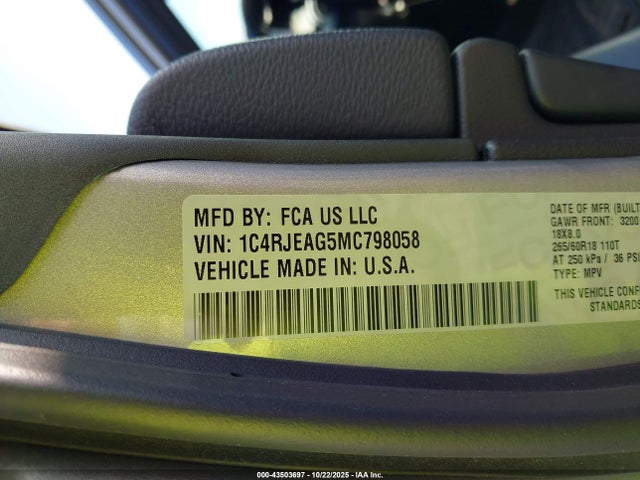 MFD BY: FCA US LLC
VIN: 1C4RJEAG5MC798058
VEHICLE MADE IN: U.S.A.
DATE OF MFR (BUILT
GAWR FRONT: 3200
18X8.0
265/60R18 110T
AT 250 kPa / 36 PSI
TYPE: MPV
THIS VEHICLE CONF
STANDARDS
000-43503697 - 10/22/2025 - IAA Inc.